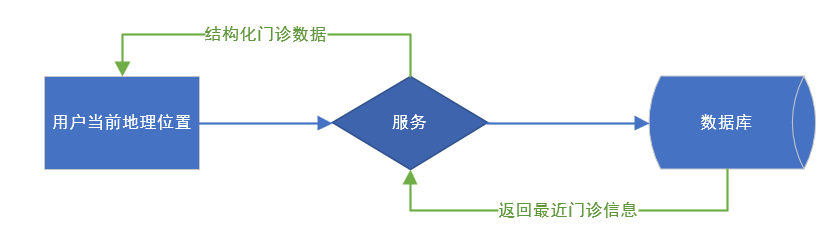 结构化门诊数据
用户当前地理位置
服务
数据库
返回最近门诊信息